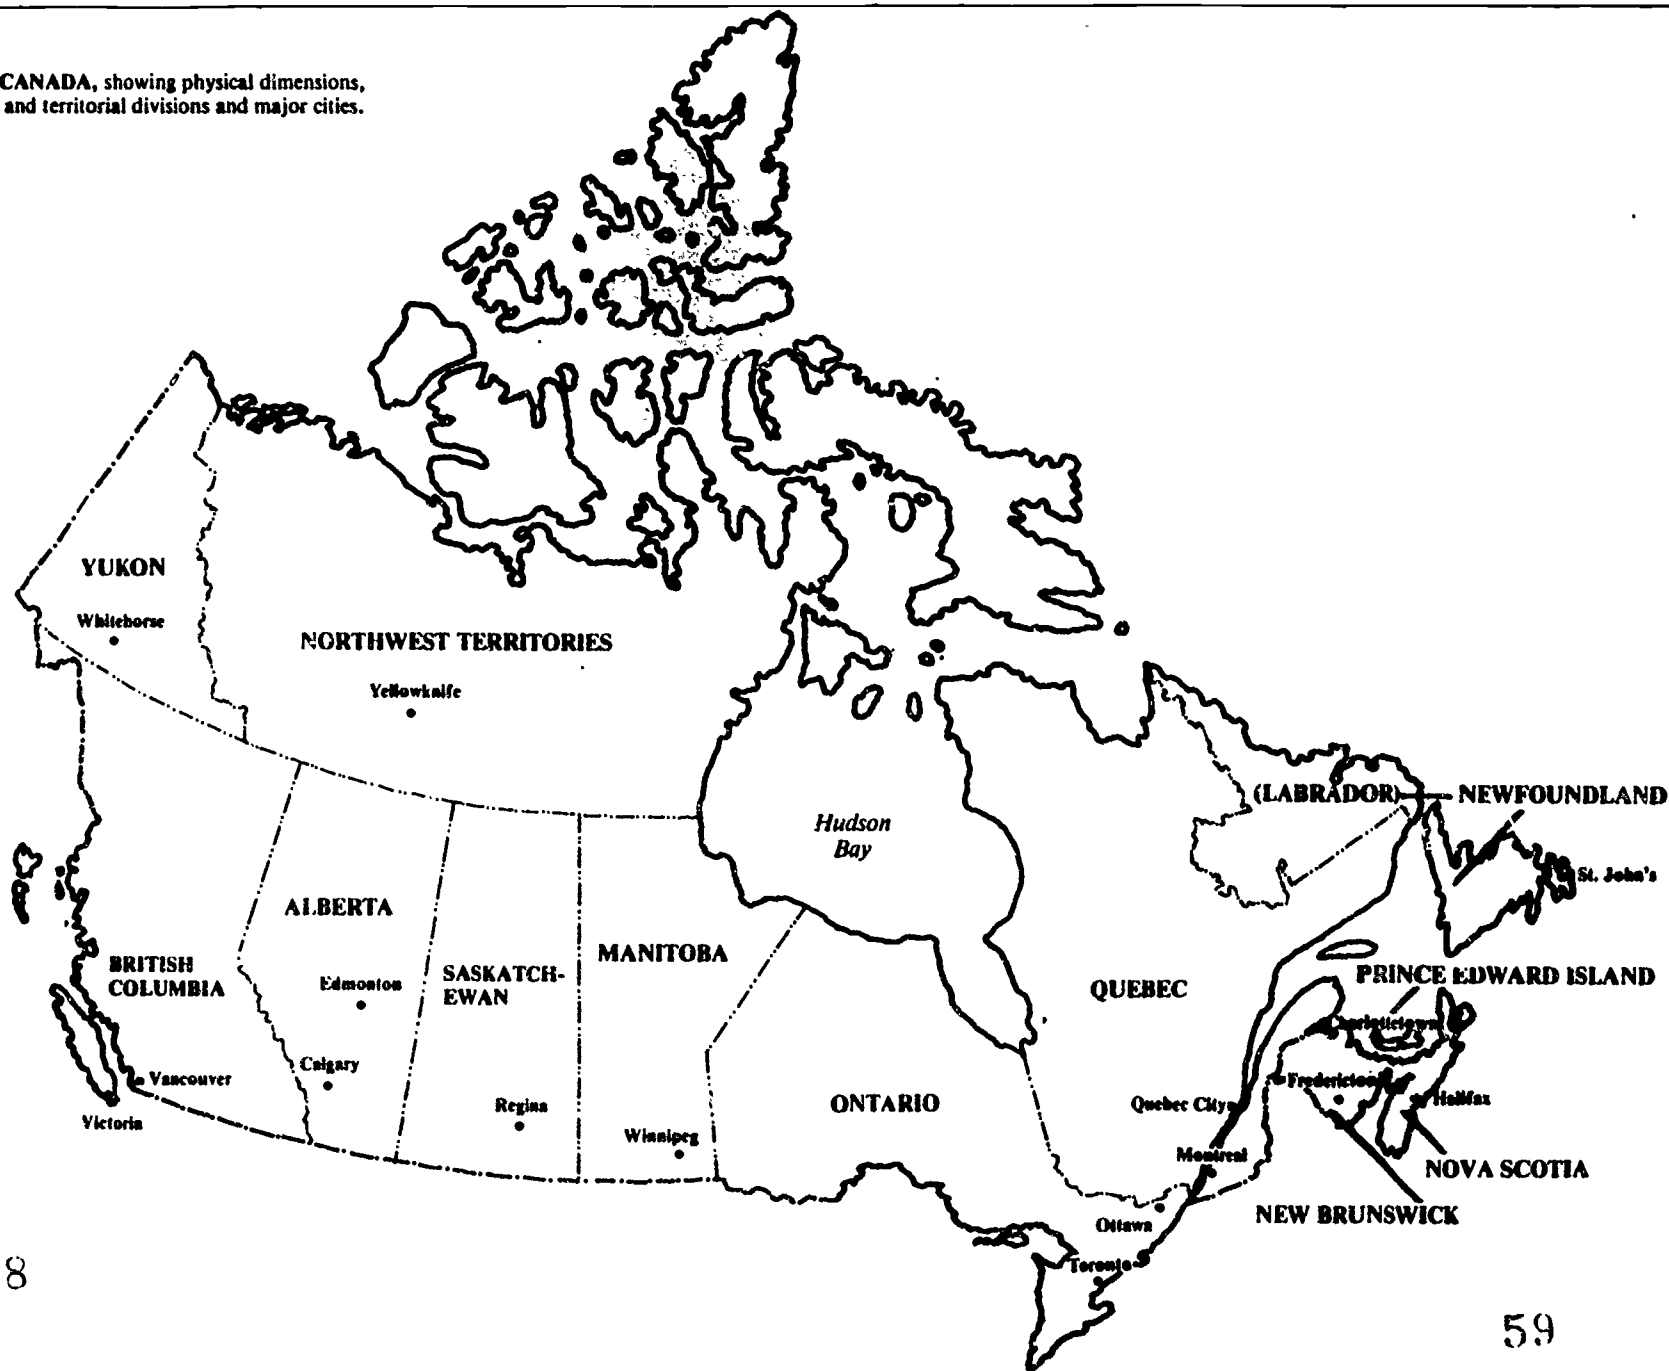 CANADA, showing physical dimensions,
and territorial divisions and major cities.
YUKON
Whitehorse
NORTHWEST TERRITORIES
Yellowknife
Hudson
Bay
(LABRADOR)
NEWFOUNDLAND
St. John's
ALBERTA
MANITOBA
BRITISH
COLUMBIA
Edmonton
SASKATCH-
EWAN
QUEBEC
PRINCE EDWARD ISLAND
Charlottetown
Calgary
Vancouver
Victoria
Regina
Winnipeg
ONTARIO
Quebec City
Fredericton
Halifax
Montreal
NOVA SCOTIA
NEW BRUNSWICK
Ottawa
Toronto
8
59